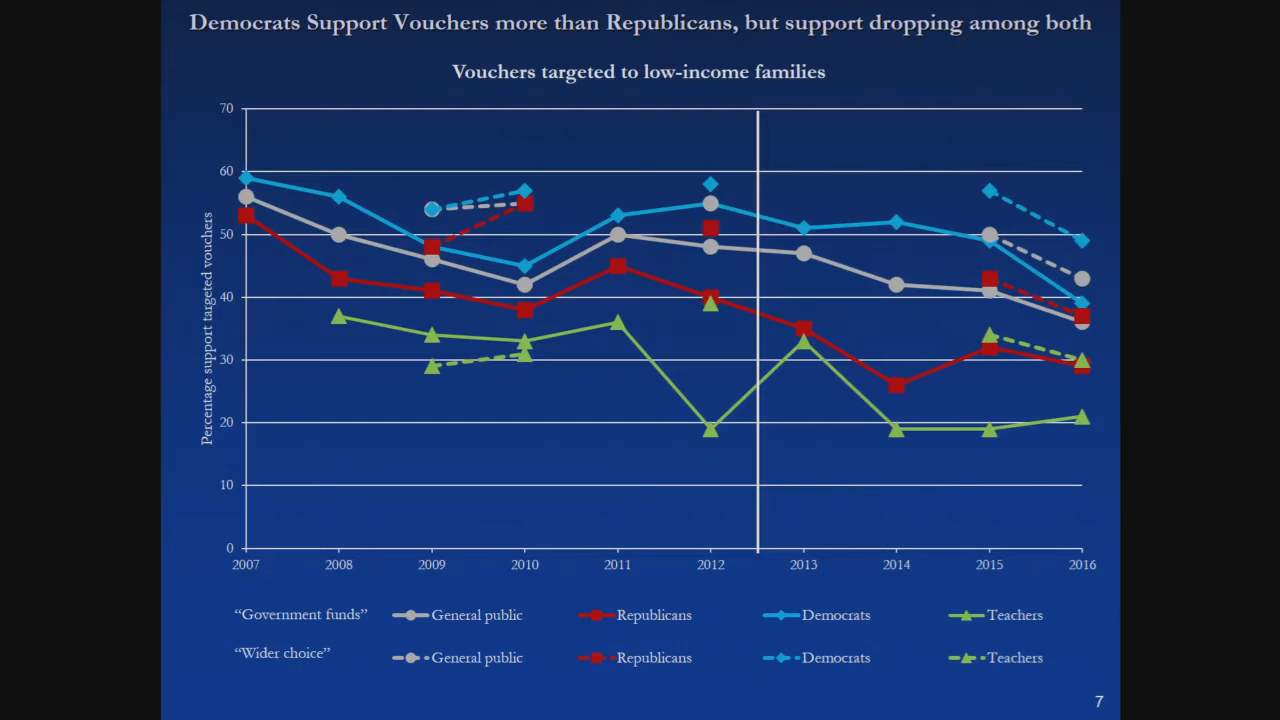 Democrats Support Vouchers more than Republicans, but support dropping among both
Vouchers targeted to low-income families
Percentage support targeted vouchers
70
60
50
40
30
20
10
0
2007 2008 2009 2010 2011 2012 2013 2014 2015 2016
“Government funds” General public Republicans Democrats Teachers
“Wider choice” General public Republicans Democrats Teachers
7